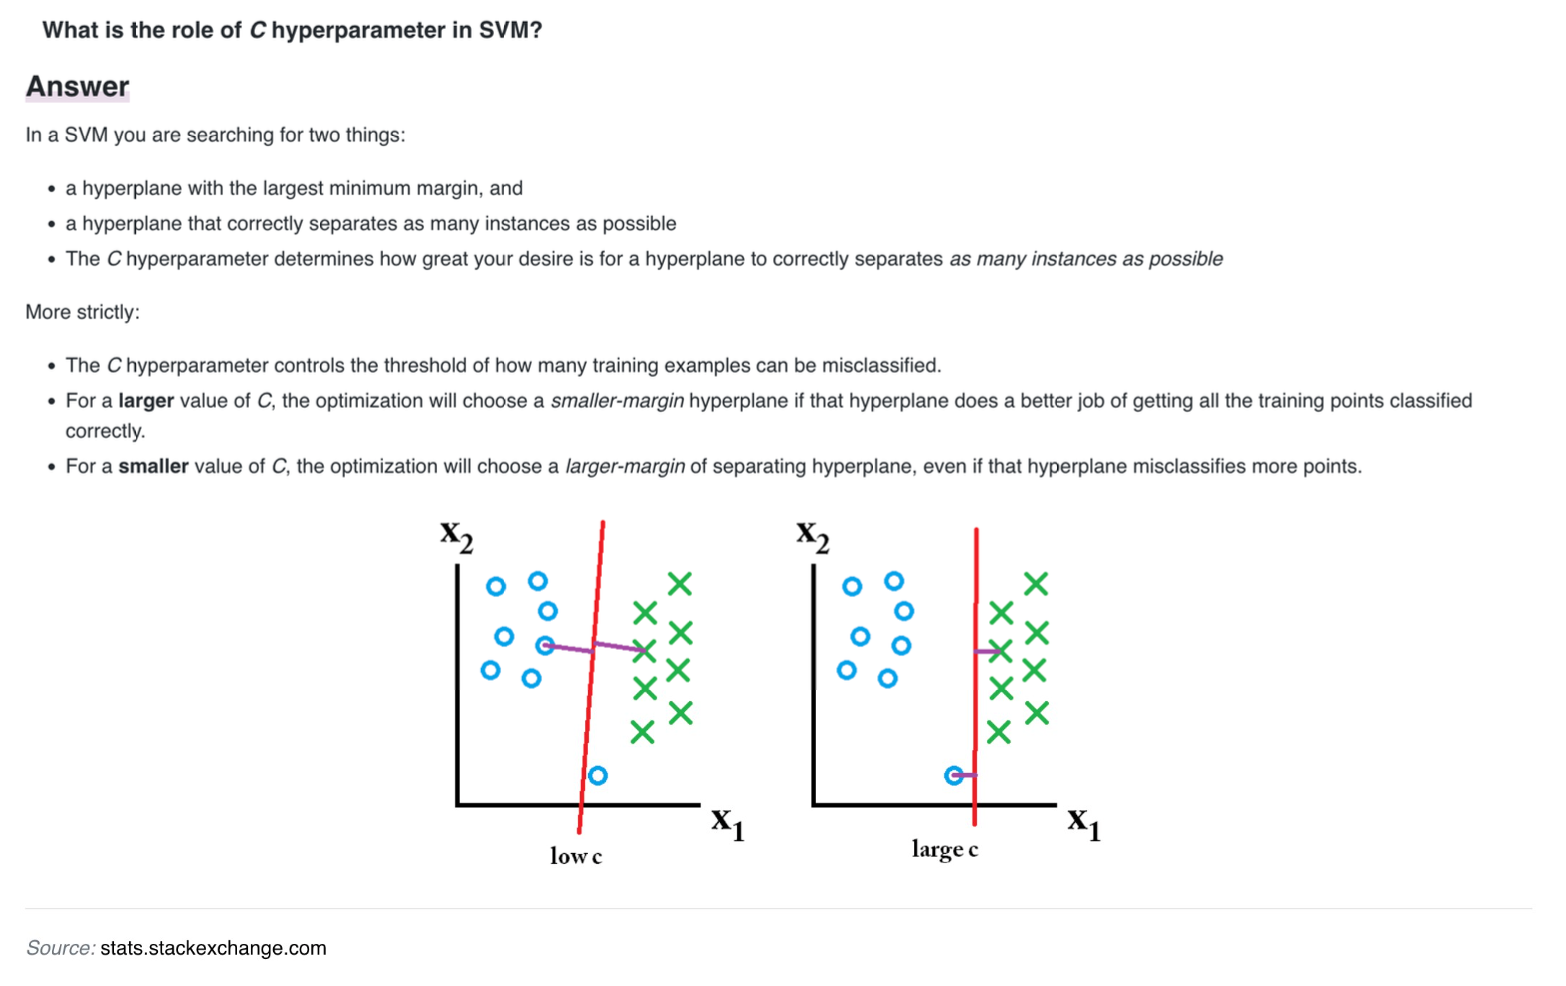 What is the role of C hyperparameter in SVM?
Answer
In a SVM you are searching for two things:
• a hyperplane with the largest minimum margin, and
• a hyperplane that correctly separates as many instances as possible
• The C hyperparameter determines how great your desire is for a hyperplane to correctly separates as many instances as possible
More strictly:
• The C hyperparameter controls the threshold of how many training examples can be misclassified.
• For a larger value of C, the optimization will choose a smaller-margin hyperplane if that hyperplane does a better job of getting all the training points classified
correctly.
• For a smaller value of C, the optimization will choose a larger-margin of separating hyperplane, even if that hyperplane misclassifies more points.
X2
X1
low c
X2
X1
large c
Source: stats.stackexchange.com